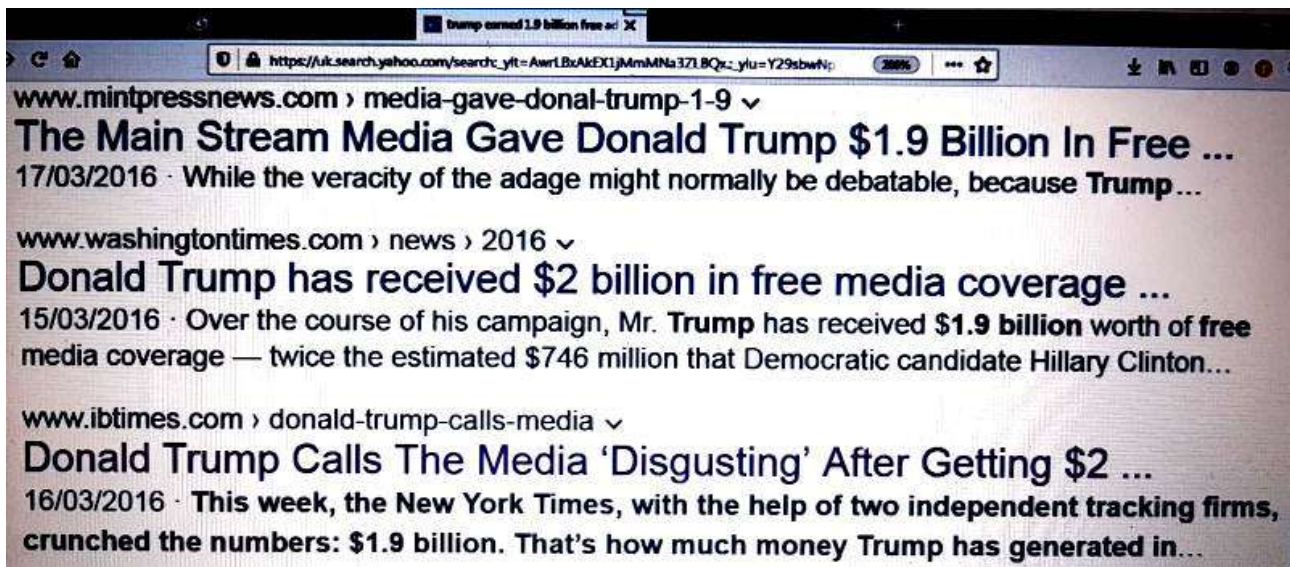 trump earned 1.9 billion free ad
200%
www.mintpressnews.com › media-gave-donal-trump-1-9
The Main Stream Media Gave Donald Trump $1.9 Billion In Free ...
17/03/2016 · While the veracity of the adage might normally be debatable, because Trump...
www.washingtontimes.com › news › 2016
Donald Trump has received $2 billion in free media coverage ...
15/03/2016 · Over the course of his campaign, Mr. Trump has received $1.9 billion worth of free
media coverage — twice the estimated $746 million that Democratic candidate Hillary Clinton...
www.ibtimes.com › donald-trump-calls-media
Donald Trump Calls The Media ‘Disgusting’ After Getting $2 ...
16/03/2016 · This week, the New York Times, with the help of two independent tracking firms,
crunched the numbers: $1.9 billion. That’s how much money Trump has generated in...